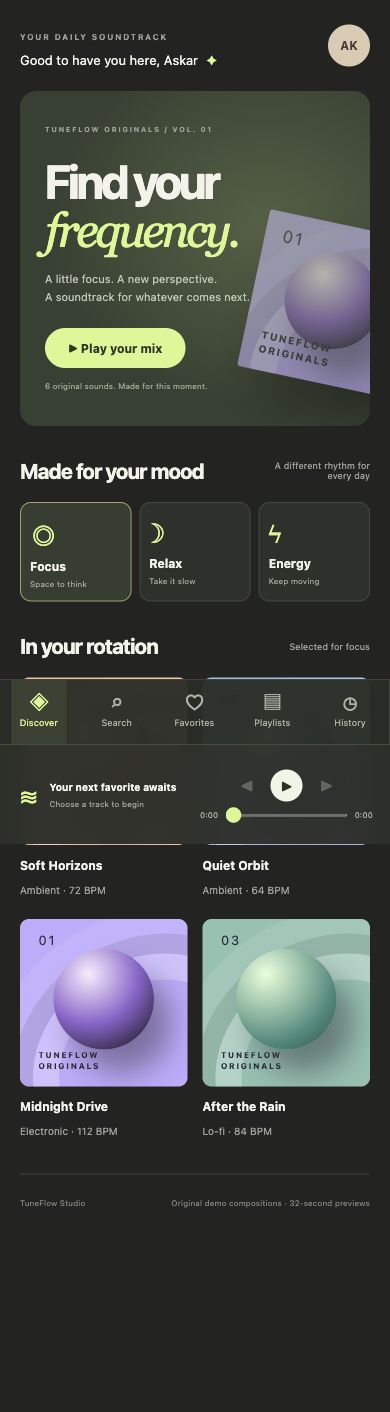 YOUR DAILY SOUNDTRACK
Good to have you here, Askar
AK
TUNEFLOW ORIGINALS / VOL. 01
Find your
frequency.
A little focus. A new perspective.
A soundtrack for whatever comes next.
Play your mix
6 original sounds. Made for this moment.
01
TUNEFLOW
ORIGINALS
Made for your mood
A different rhythm for
every day
Focus
Space to think
Relax
Take it slow
Energy
Keep moving
In your rotation
Selected for focus
Discover
Search
Favorites
Playlists
History
Your next favorite awaits
Choose a track to begin
0:00
0:00
Soft Horizons
Ambient · 72 BPM
Quiet Orbit
Ambient · 64 BPM
01
TUNEFLOW
ORIGINALS
03
TUNEFLOW
ORIGINALS
Midnight Drive
Electronic · 112 BPM
After the Rain
Lo-fi · 84 BPM
TuneFlow Studio
Original demo compositions · 32-second previews